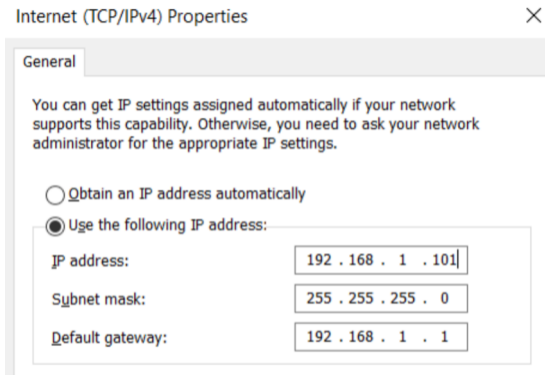 Internet (TCP/IPv4) Properties
General
You can get IP settings assigned automatically if your network
supports this capability. Otherwise, you need to ask your network
administrator for the appropriate IP settings.
Obtain an IP address automatically
Use the following IP address:
IP address: 192 . 168 . 1 . 101
Subnet mask: 255 . 255 . 255 . 0
Default gateway: 192 . 168 . 1 . 1